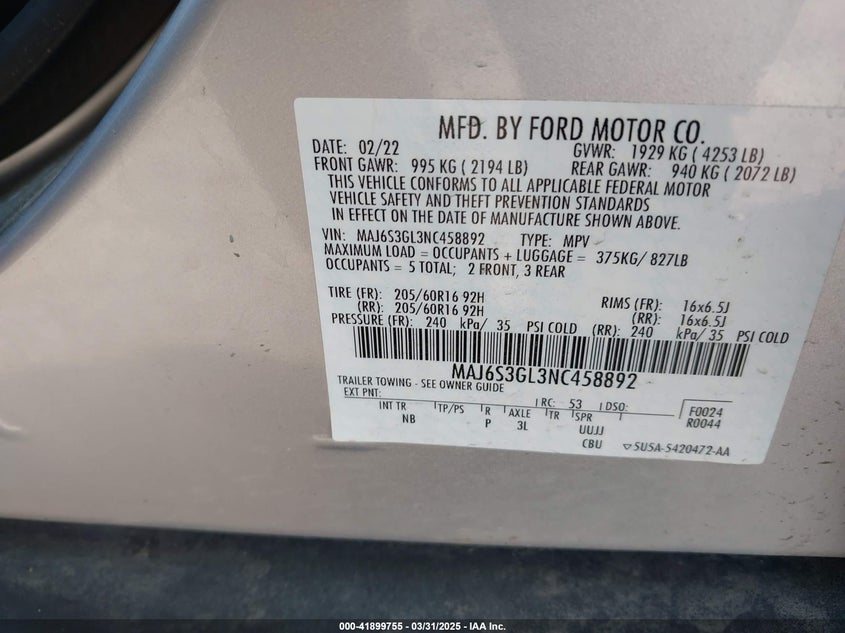 MFD. BY FORD MOTOR CO.
DATE: 02/22 GVWR: 1929 KG ( 4253 LB)
FRONT GAWR: 995 KG ( 2194 LB) REAR GAWR: 940 KG ( 2072 LB)
THIS VEHICLE CONFORMS TO ALL APPLICABLE FEDERAL MOTOR
VEHICLE SAFETY AND THEFT PREVENTION STANDARDS
IN EFFECT ON THE DATE OF MANUFACTURE SHOWN ABOVE.
VIN: MAJ6S3GL3NC458892 TYPE: MPV
MAXIMUM LOAD = OCCUPANTS + LUGGAGE = 375KG/ 827LB
OCCUPANTS = 5 TOTAL; 2 FRONT, 3 REAR
TIRE (FR): 205/60R16 92H RIMS (FR): 16x6.5J
(RR): 205/60R16 92H (RR): 16x6.5J
PRESSURE (FR): 240 kPa/ 35 PSI COLD (RR): 240 kPa/ 35 PSI COLD
MAJ6S3GL3NC458892
TRAILER TOWING - SEE OWNER GUIDE
EXT PNT: RC: 53 DSO: F0024
INT TR TP/PS R AXLE TR SPR R0044
NB P 3L UUJJ
CBU 5U5A-5420472-AA
000-41899755 — 03/31/2025 — IAA Inc.